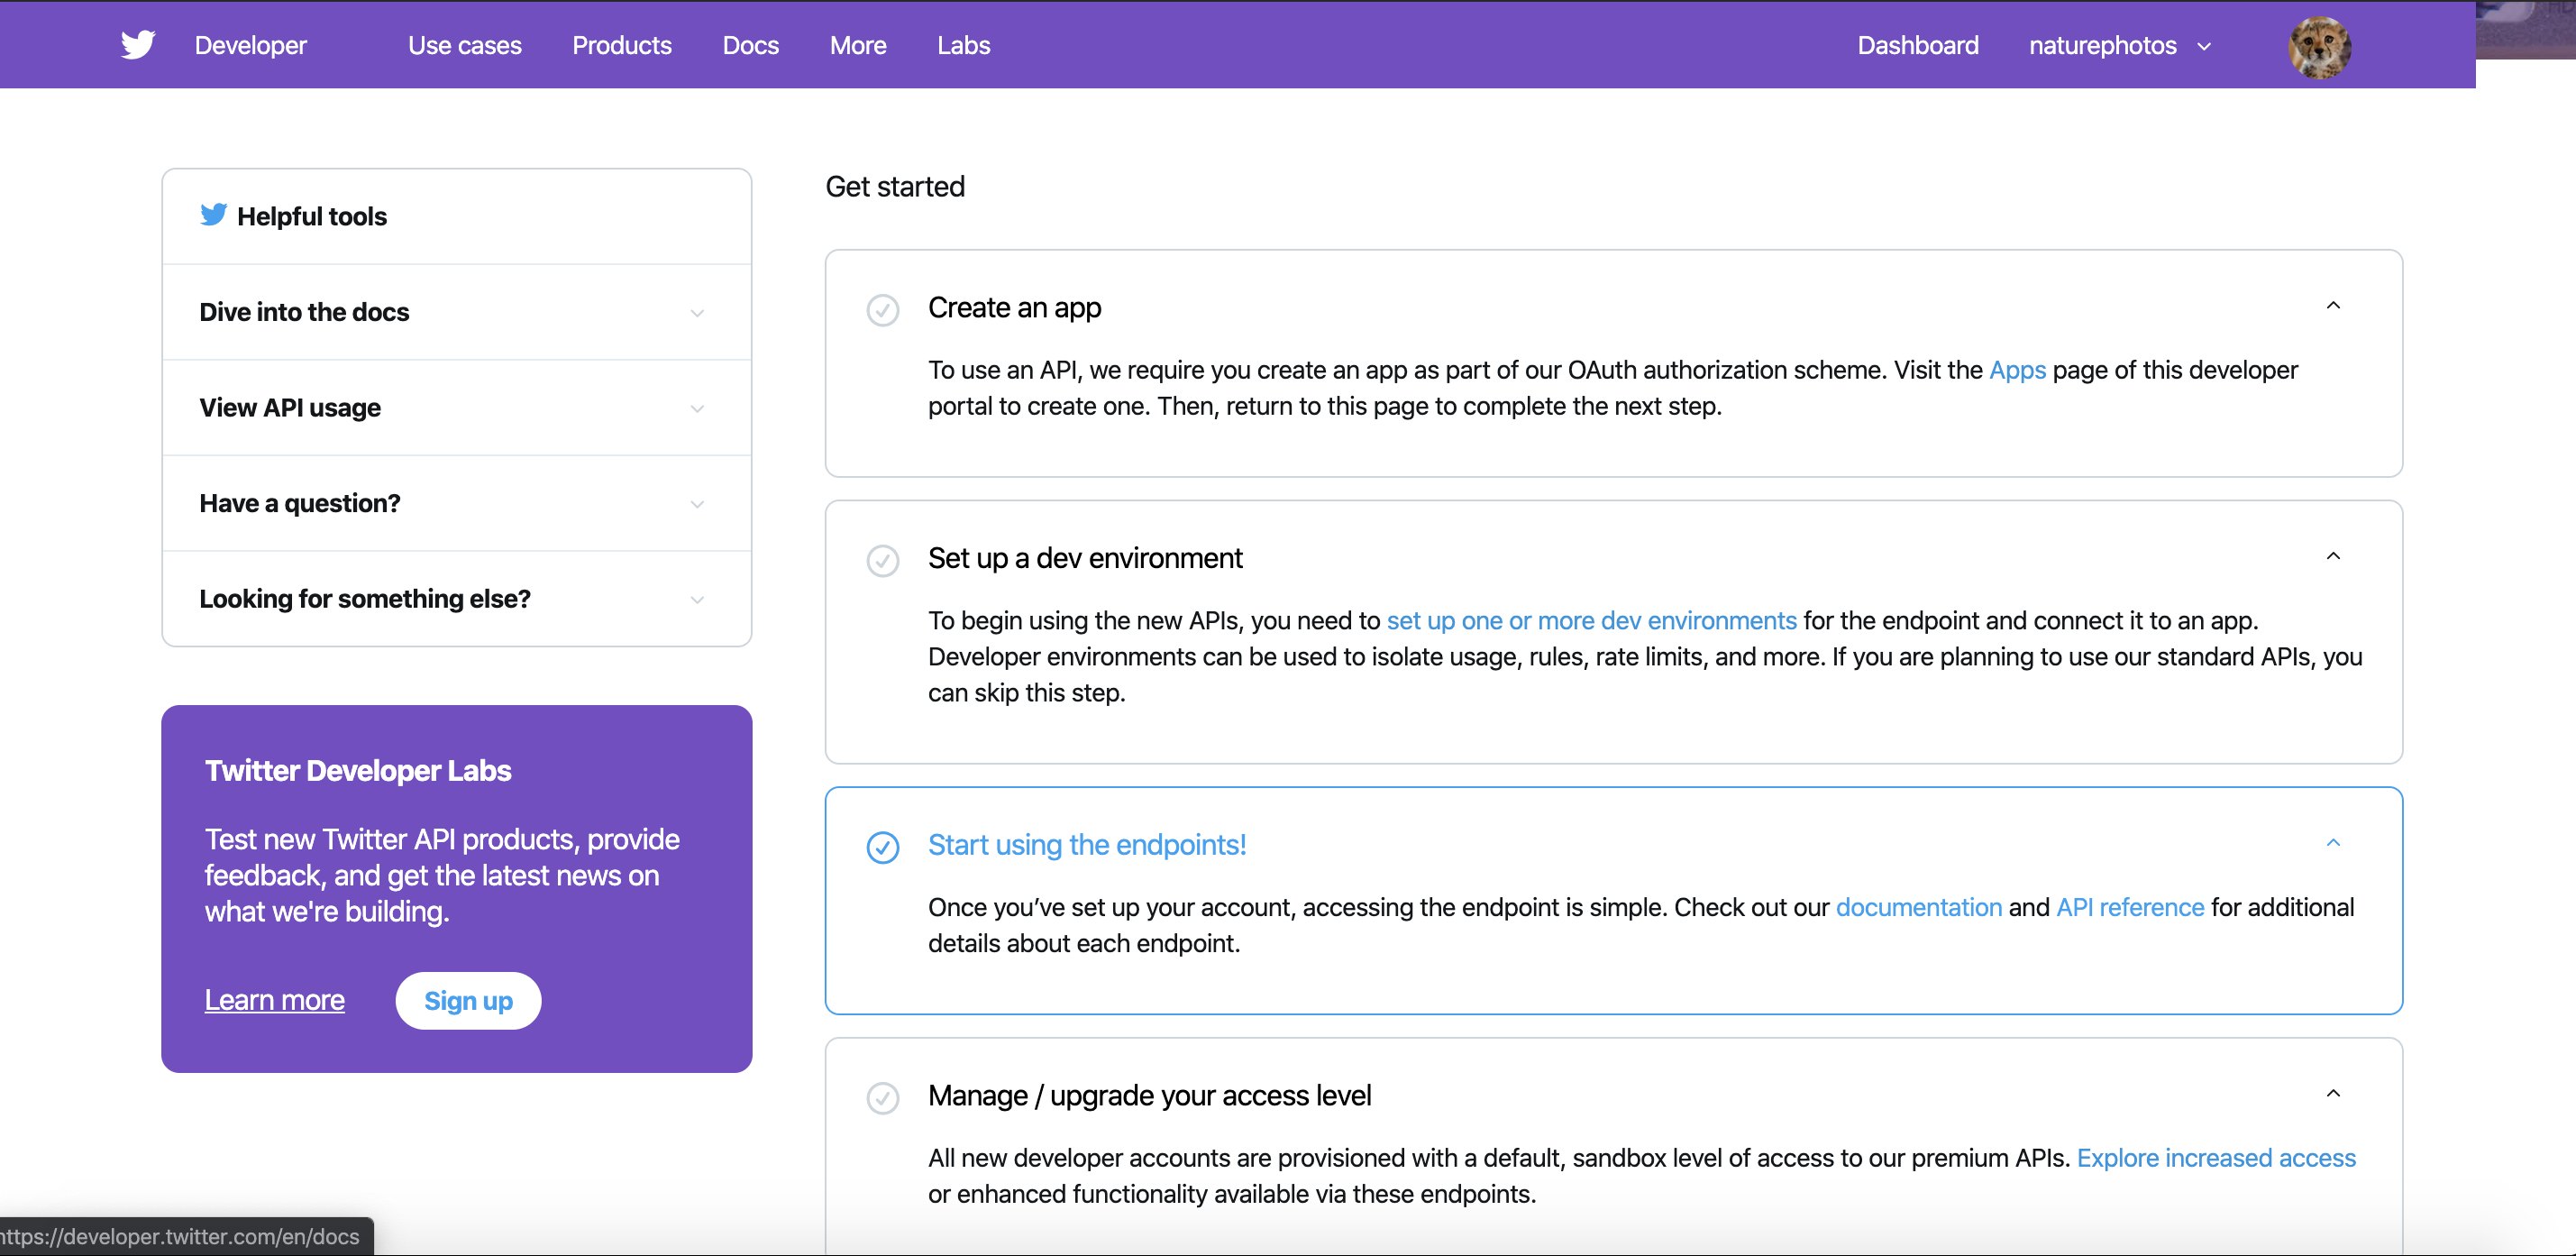 Developer Use cases Products Docs More Labs Dashboard naturephotos
Helpful tools
Dive into the docs
View API usage
Have a question?
Looking for something else?
Twitter Developer Labs
Test new Twitter API products, provide
feedback, and get the latest news on
what we're building.
Learn more Sign up
Get started
Create an app
To use an API, we require you create an app as part of our OAuth authorization scheme. Visit the Apps page of this developer
portal to create one. Then, return to this page to complete the next step.
Set up a dev environment
To begin using the new APIs, you need to set up one or more dev environments for the endpoint and connect it to an app.
Developer environments can be used to isolate usage, rules, rate limits, and more. If you are planning to use our standard APIs, you
can skip this step.
Start using the endpoints!
Once you’ve set up your account, accessing the endpoint is simple. Check out our documentation and API reference for additional
details about each endpoint.
Manage / upgrade your access level
All new developer accounts are provisioned with a default, sandbox level of access to our premium APIs. Explore increased access
or enhanced functionality available via these endpoints.
https://developer.twitter.com/en/docs